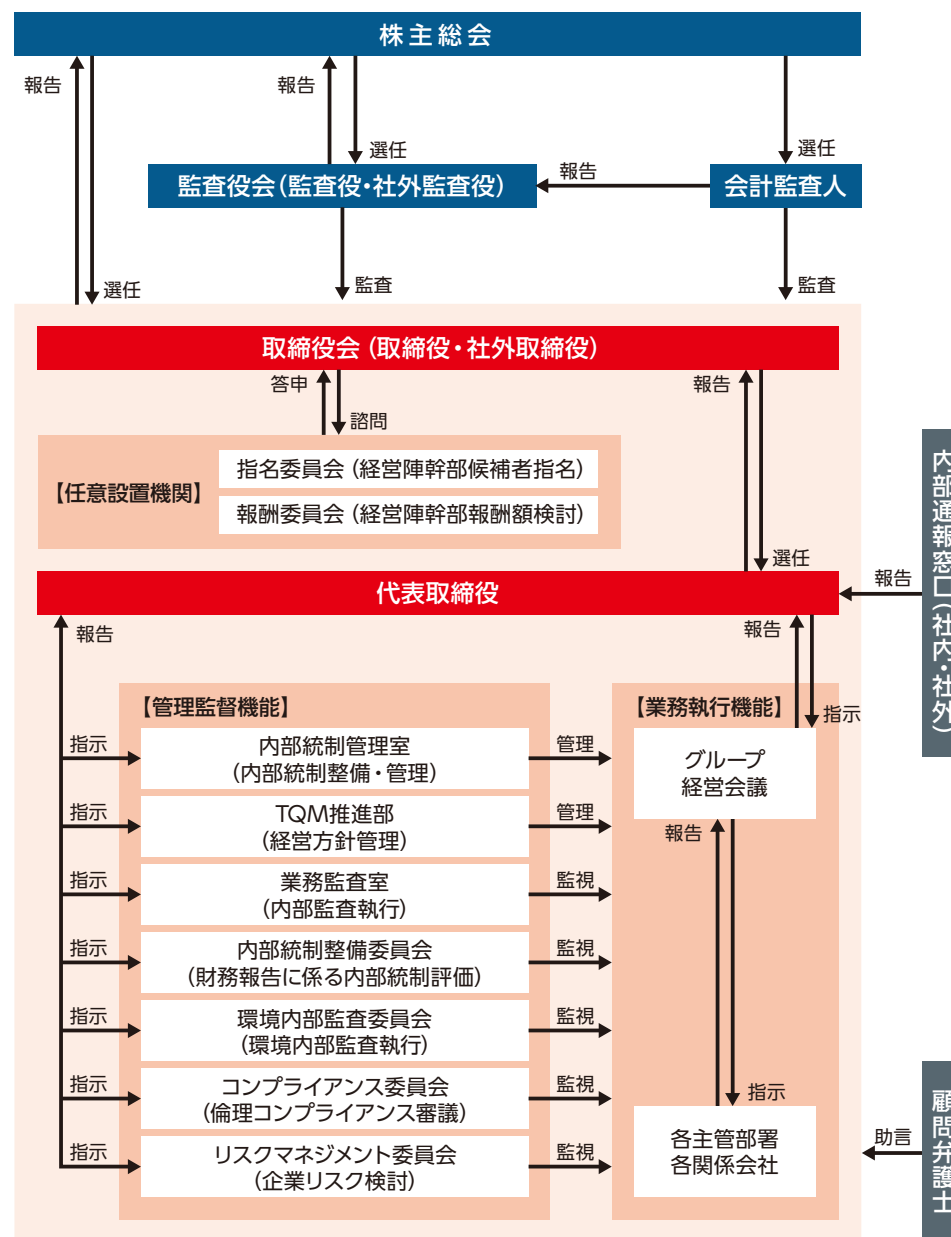 株主総会
報告
報告
選任
選任
監査役会(監査役・社外監査役)
報告
会計監査人
選任
監査
監査
取締役会(取締役・社外取締役)
答申
諮問
報告
【任意設置機関】
指名委員会(経営陣幹部候補者指名)
報酬委員会(経営陣幹部報酬額検討)
選任
代表取締役
報告
内部通報窓口(社内・社外)
報告
報告
指示
【管理監督機能】
【業務執行機能】
指示
内部統制管理室
(内部統制整備・管理)
管理
グループ
経営会議
指示
TQM推進部
(経営方針管理)
管理
報告
指示
業務監査室
(内部監査執行)
監視
指示
内部統制整備委員会
(財務報告に係る内部統制評価)
監視
指示
環境内部監査委員会
(環境内部監査執行)
監視
指示
コンプライアンス委員会
(倫理コンプライアンス審議)
監視
指示
指示
リスクマネジメント委員会
(企業リスク検討)
監視
各主管部署
各関係会社
助言
顧問弁護士